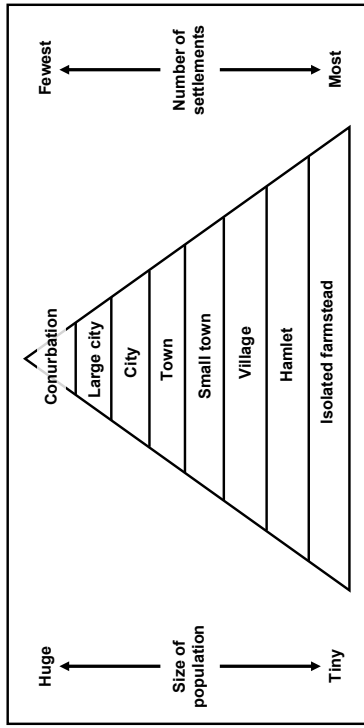 Huge
Size of
population
Tiny
Conurbation
Large city
City
Town
Small town
Village
Hamlet
Isolated farmstead
Fewest
Number of
settlements
Most